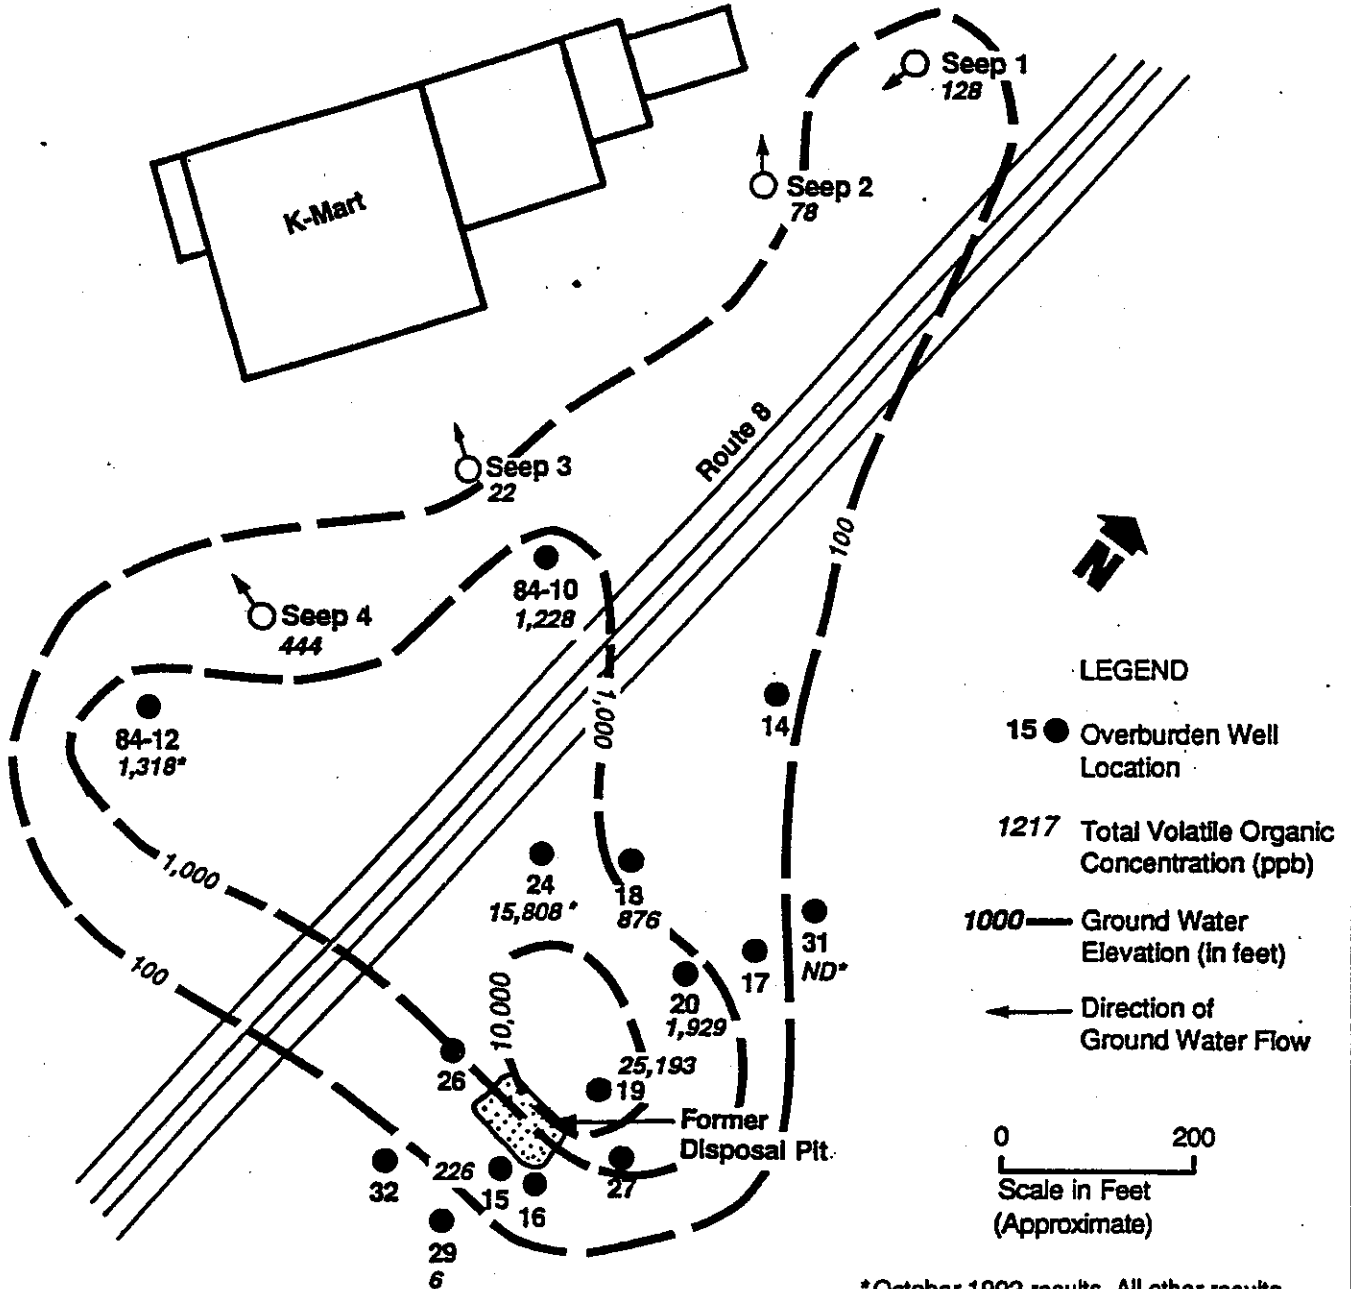 Seep 1
128
Seep 2
78
K-Mart
Route 8
Seep 3
22
100
84-10
1,228
Seep 4
444
N
1,000
14
84-12
1,318*
1,000
24
15,808 *
18
876
31
ND*
17
20
1,929
100
10,000
25,193
19
26
Former
Disposal Pit
226
32
15
16
27
29
6
LEGEND
15 Overburden Well
Location
1217 Total Volatile Organic
Concentration (ppb)
1000 Ground Water
Elevation (in feet)
Direction of
Ground Water Flow
0 200
Scale in Feet
(Approximate)
results. All other results